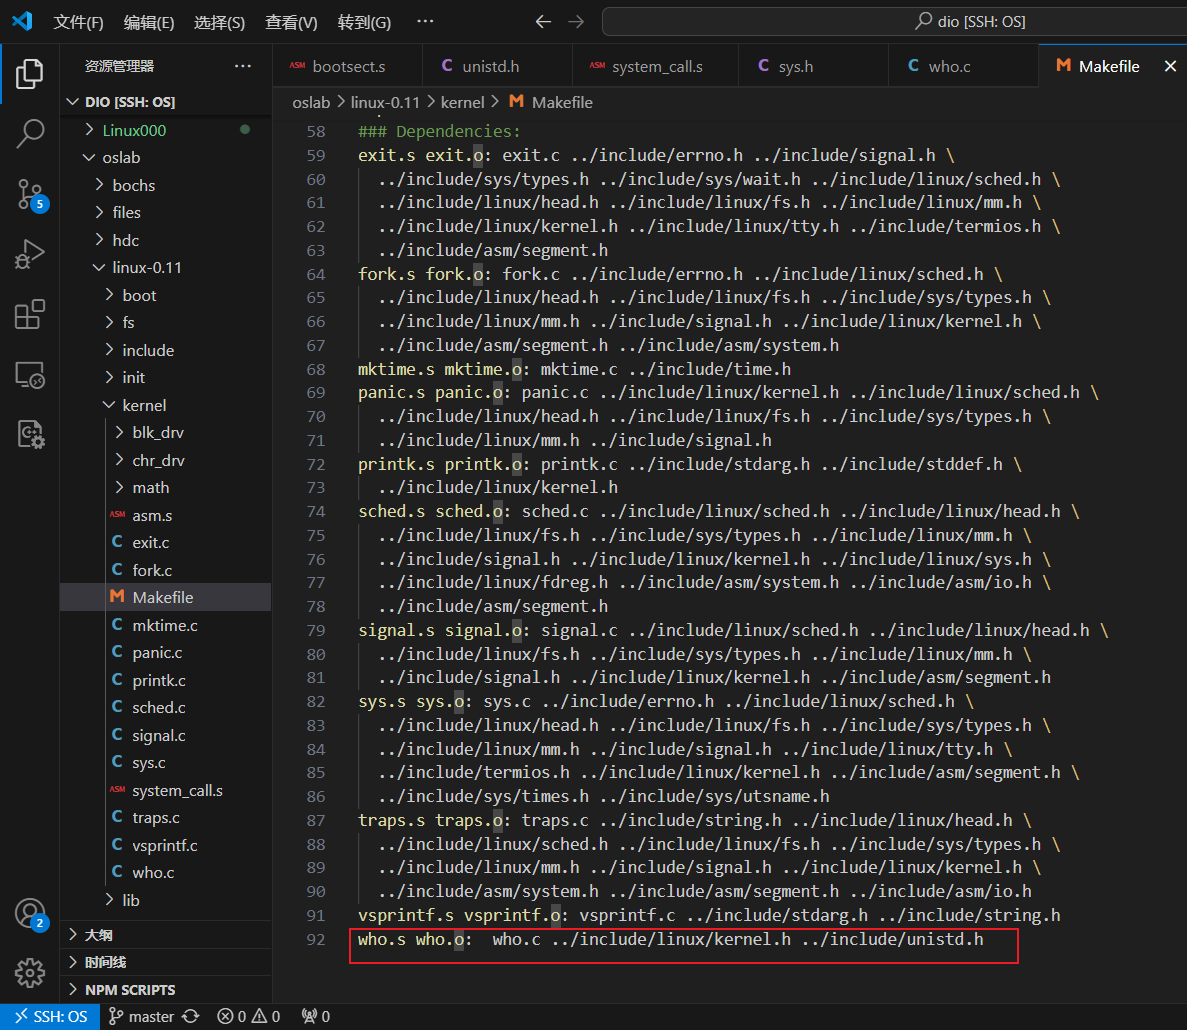 文件(F) 编辑(E) 选择(S) 查看(V) 转到(G) ··· dio [SSH: OS]
资源管理器 ···
DIO [SSH: OS]
Linux000
oslab
bochs
files
hdc
linux-0.11
boot
fs
include
init
kernel
blk_drv
chr_drv
math
ASM asm.s
C exit.c
C fork.c
M Makefile
C mktime.c
C panic.c
C printk.c
C sched.c
C signal.c
C sys.c
ASM system_call.s
C traps.c
C vsprintf.c
C who.c
lib
大纲
时间线
NPM SCRIPTS
5
2
ASM bootsect.s C unistd.h ASM system_call.s C sys.h C who.c M Makefile
oslab > linux-0.11 > kernel > M Makefile
58 ### Dependencies:
59 exit.s exit.o: exit.c ../include/errno.h ../include/signal.h \
60 ../include/sys/types.h ../include/sys/wait.h ../include/linux/sched.h \
61 ../include/linux/head.h ../include/linux/fs.h ../include/linux/mm.h \
62 ../include/linux/kernel.h ../include/linux/tty.h ../include/termios.h \
63 ../include/asm/segment.h
64 fork.s fork.o: fork.c ../include/errno.h ../include/linux/sched.h \
65 ../include/linux/head.h ../include/linux/fs.h ../include/sys/types.h \
66 ../include/linux/mm.h ../include/signal.h ../include/linux/kernel.h \
67 ../include/asm/segment.h ../include/asm/system.h
68 mktime.s mktime.o: mktime.c ../include/time.h
69 panic.s panic.o: panic.c ../include/linux/kernel.h ../include/linux/sched.h \
70 ../include/linux/head.h ../include/linux/fs.h ../include/sys/types.h \
71 ../include/linux/mm.h ../include/signal.h
72 printk.s printk.o: printk.c ../include/stdarg.h ../include/stddef.h \
73 ../include/linux/kernel.h
74 sched.s sched.o: sched.c ../include/linux/sched.h ../include/linux/head.h \
75 ../include/linux/fs.h ../include/sys/types.h ../include/linux/mm.h \
76 ../include/signal.h ../include/linux/kernel.h ../include/linux/sys.h \
77 ../include/linux/fdreg.h ../include/asm/system.h ../include/asm/io.h \
78 ../include/asm/segment.h
79 signal.s signal.o: signal.c ../include/linux/sched.h ../include/linux/head.h \
80 ../include/linux/fs.h ../include/sys/types.h ../include/linux/mm.h \
81 ../include/signal.h ../include/linux/kernel.h ../include/asm/segment.h
82 sys.s sys.o: sys.c ../include/errno.h ../include/linux/sched.h \
83 ../include/linux/head.h ../include/linux/fs.h ../include/sys/types.h \
84 ../include/linux/mm.h ../include/signal.h ../include/linux/tty.h \
85 ../include/termios.h ../include/linux/kernel.h ../include/asm/segment.h \
86 ../include/sys/times.h ../include/sys/utsname.h
87 traps.s traps.o: traps.c ../include/string.h ../include/linux/head.h \
88 ../include/linux/sched.h ../include/linux/fs.h ../include/sys/types.h \
89 ../include/linux/mm.h ../include/signal.h ../include/linux/kernel.h \
90 ../include/asm/system.h ../include/asm/segment.h ../include/asm/io.h
91 vsprintf.s vsprintf.o: vsprintf.c ../include/stdarg.h ../include/string.h
92 who.s who.o:  who.c ../include/linux/kernel.h ../include/unistd.h
SSH: OS master 0 0 0